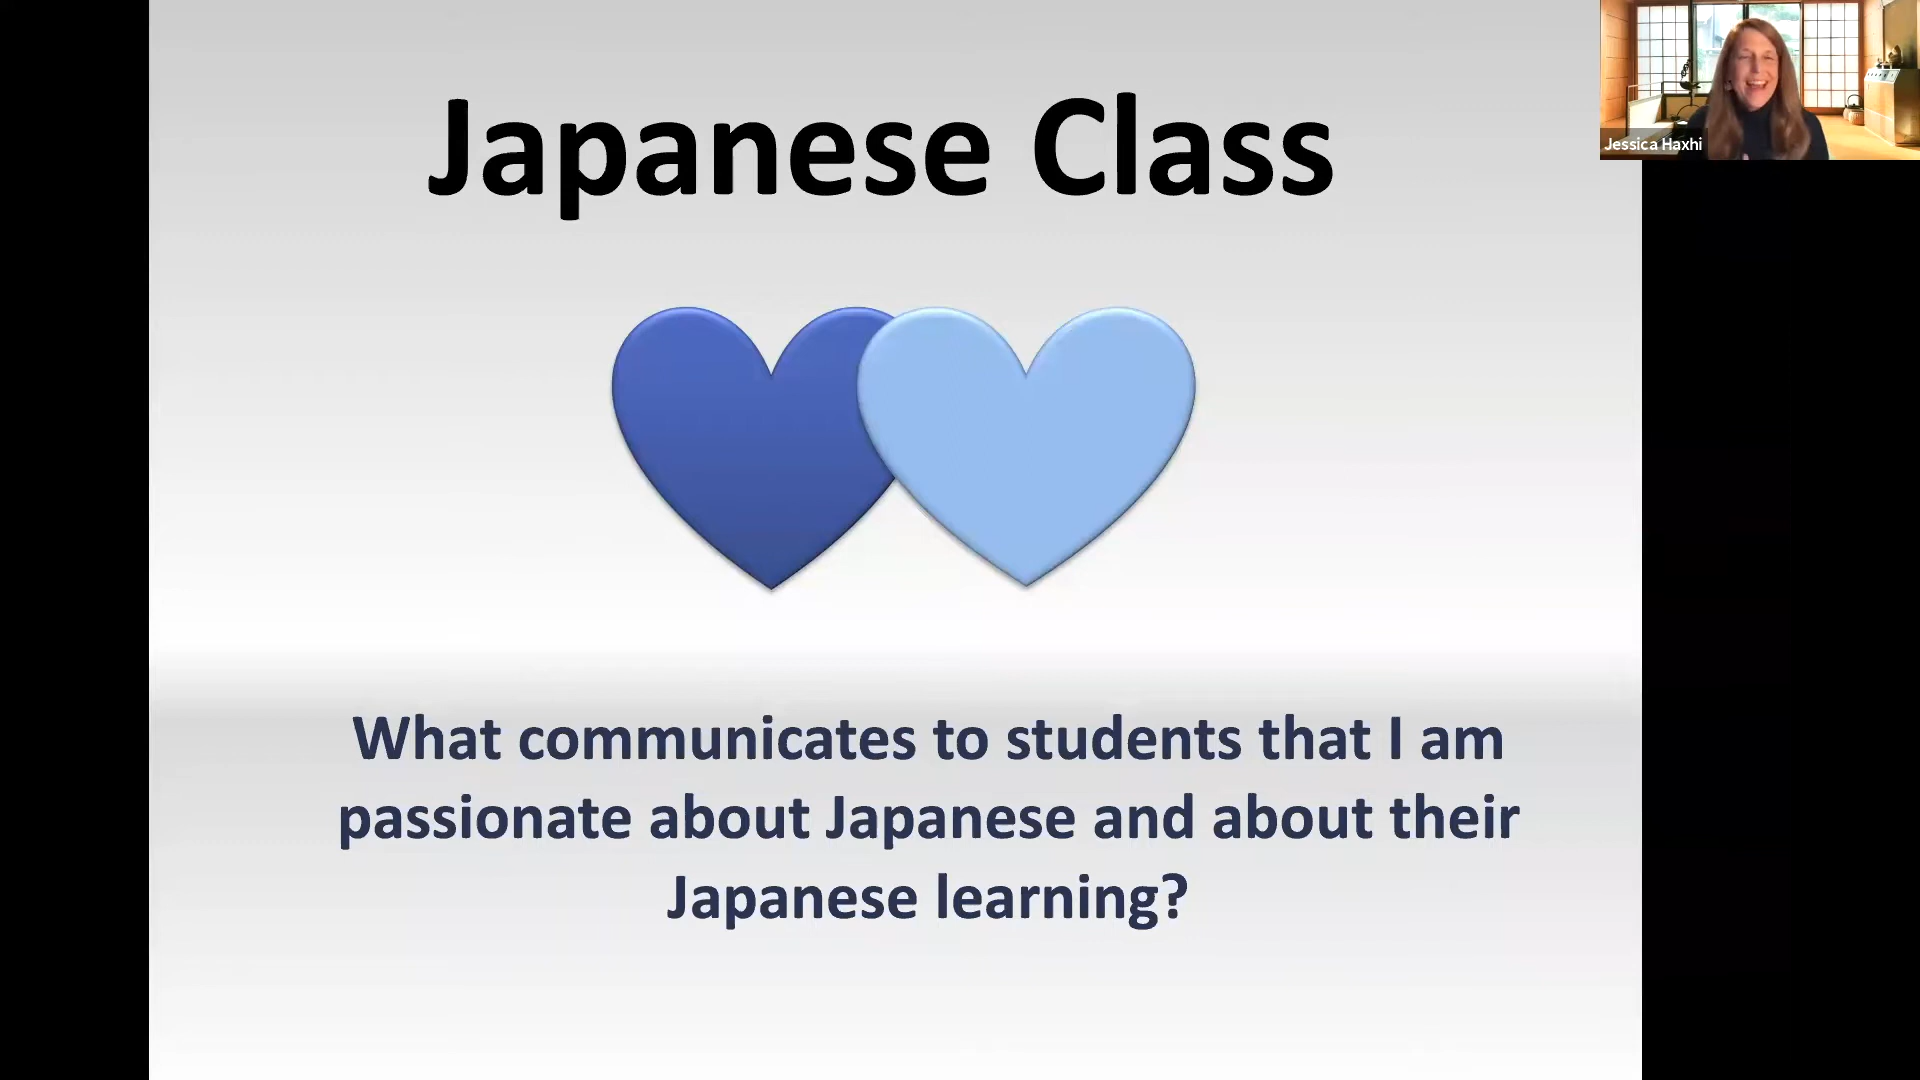 Japanese Class
Jessica Haxhi
What communicates to students that I am
passionate about Japanese and about their
Japanese learning?